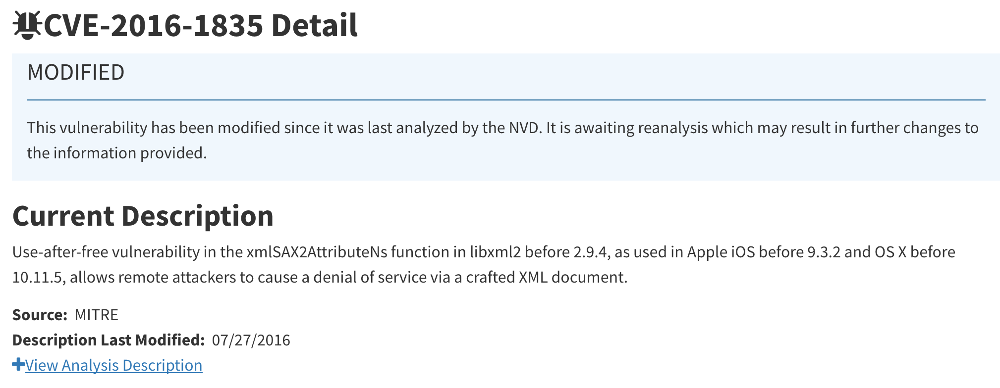 CVE-2016-1835 Detail
MODIFIED
This vulnerability has been modified since it was last analyzed by the NVD. It is awaiting reanalysis which may result in further changes to
the information provided.
Current Description
Use-after-free vulnerability in the xmlSAX2AttributeNs function in libxml2 before 2.9.4, as used in Apple iOS before 9.3.2 and OS X before
10.11.5, allows remote attackers to cause a denial of service via a crafted XML document.
Source: MITRE
Description Last Modified: 07/27/2016
View Analysis Description